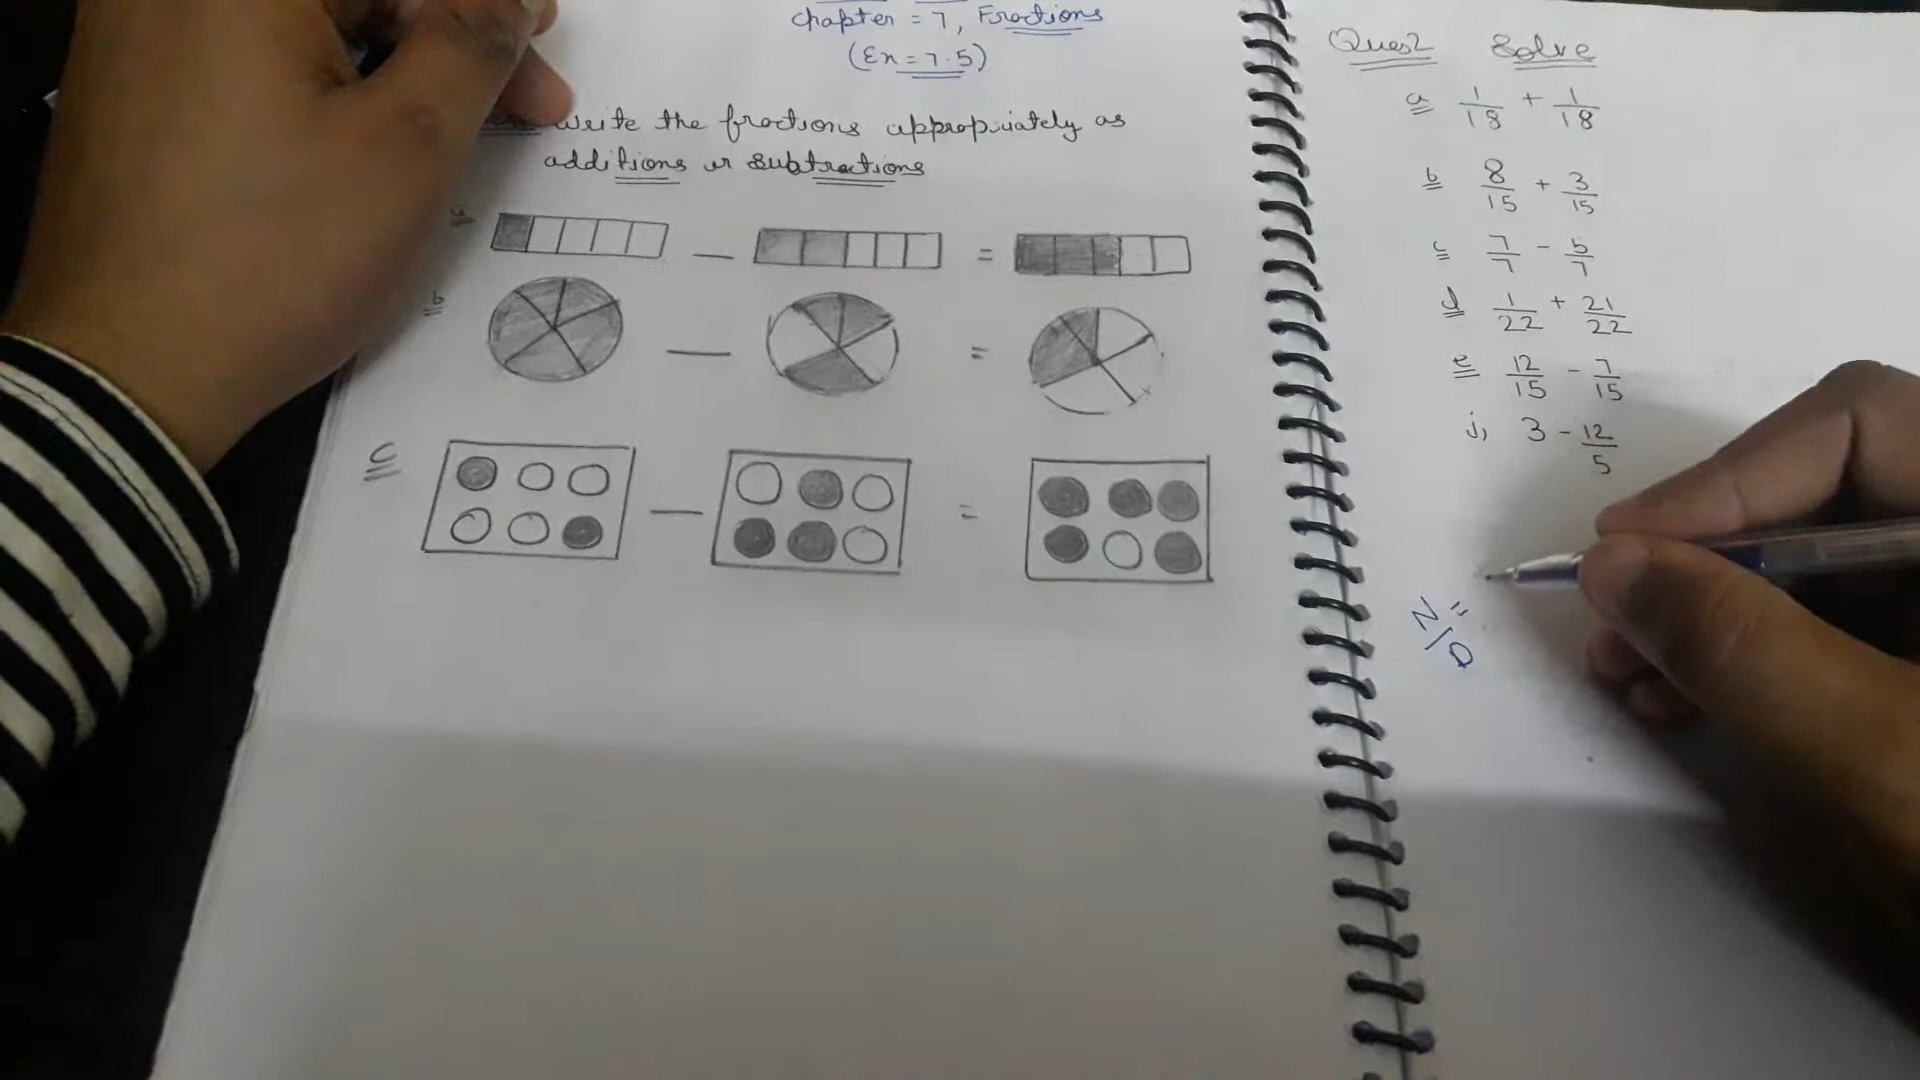 Chapter = 7, Fractions
(Ex = 7.5)
Write the fractions appropriately as
additions or subtractions
a — =
b — =
c — =
Ques2 Solve
a 1/18 + 1/18
b 8/15 + 3/15
c 7/7 - 5/7
d 1/22 + 21/22
e 12/15 - 7/15
j, 3 - 12/5
N/D =